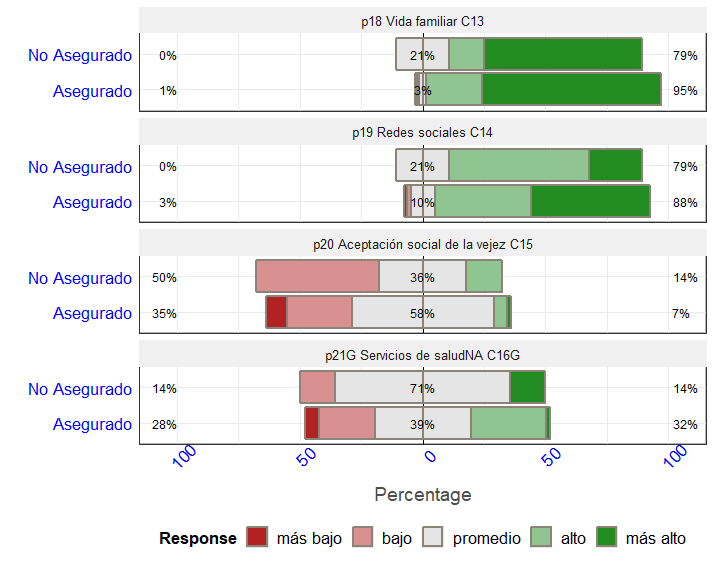 p18 Vida familiar C13
No Asegurado 0% 21% 79%
Asegurado 1% 3% 95%
p19 Redes sociales C14
No Asegurado 0% 21% 79%
Asegurado 3% 10% 88%
p20 Aceptación social de la vejez C15
No Asegurado 50% 36% 14%
Asegurado 35% 58% 7%
p21G Servicios de saludNA C16G
No Asegurado 14% 71% 14%
Asegurado 28% 39% 32%
100 50 0 50 100
Percentage
Response más bajo bajo promedio alto más alto